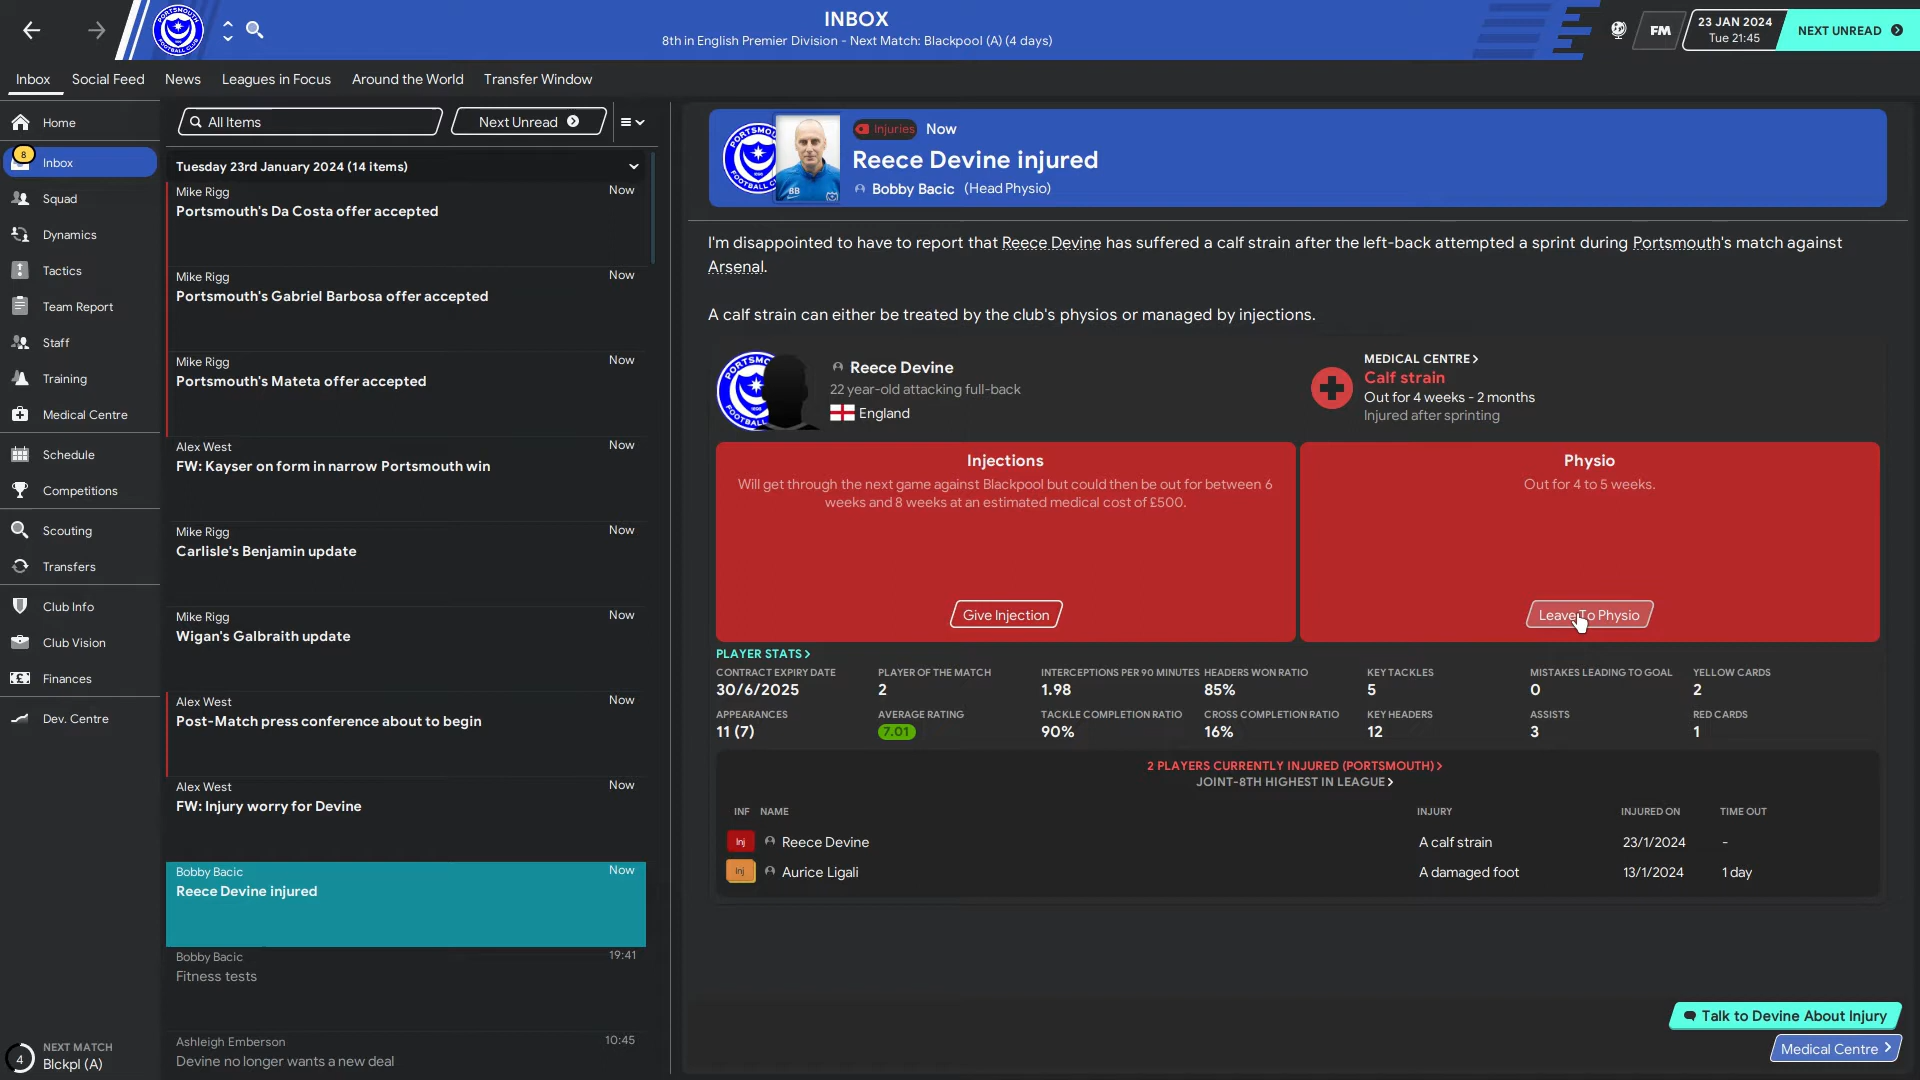 INBOX
8th in English Premier Division - Next Match: Blackpool (A) (4 days)
FM
23 JAN 2024
Tue 21:45
NEXT UNREAD
Inbox
Social Feed
News
Leagues in Focus
Around the World
Transfer Window
Home
8
Inbox
Squad
Dynamics
Tactics
Team Report
Staff
Training
Medical Centre
Schedule
Competitions
Scouting
Transfers
Club Info
Club Vision
Finances
Dev. Centre
4
NEXT MATCH
Blckpl (A)
All Items
Next Unread
Tuesday 23rd January 2024 (14 items)
Mike Rigg
Now
Portsmouth's Da Costa offer accepted
Mike Rigg
Now
Portsmouth's Gabriel Barbosa offer accepted
Mike Rigg
Now
Portsmouth's Mateta offer accepted
Alex West
Now
FW: Kayser on form in narrow Portsmouth win
Mike Rigg
Now
Carlisle's Benjamin update
Mike Rigg
Now
Wigan's Galbraith update
Alex West
Now
Post-Match press conference about to begin
Alex West
Now
FW: Injury worry for Devine
Bobby Bacic
Now
Reece Devine injured
Bobby Bacic
19:41
Fitness tests
Ashleigh Emberson
10:45
Devine no longer wants a new deal
BB
Injuries
Now
Reece Devine injured
Bobby Bacic (Head Physio)
I'm disappointed to have to report that Reece Devine has suffered a calf strain after the left-back attempted a sprint during Portsmouth's match against
Arsenal.
A calf strain can either be treated by the club's physios or managed by injections.
Reece Devine
22 year-old attacking full-back
England
MEDICAL CENTRE >
Calf strain
Out for 4 weeks - 2 months
Injured after sprinting
Injections
Will get through the next game against Blackpool but could then be out for between 6
weeks and 8 weeks at an estimated medical cost of £500.
Give Injection
Physio
Out for 4 to 5 weeks.
Leave To Physio
PLAYER STATS >
CONTRACT EXPIRY DATE
PLAYER OF THE MATCH
INTERCEPTIONS PER 90 MINUTES
HEADERS WON RATIO
KEY TACKLES
MISTAKES LEADING TO GOAL
YELLOW CARDS
30/6/2025
2
1.98
85%
5
0
2
APPEARANCES
AVERAGE RATING
TACKLE COMPLETION RATIO
CROSS COMPLETION RATIO
KEY HEADERS
ASSISTS
RED CARDS
11 (7)
7.01
90%
16%
12
3
1
2 PLAYERS CURRENTLY INJURED (PORTSMOUTH) >
JOINT-8TH HIGHEST IN LEAGUE >
INF
NAME
INJURY
INJURED ON
TIME OUT
Inj
Reece Devine
A calf strain
23/1/2024
-
Inj
Aurice Ligali
A damaged foot
13/1/2024
1 day
Talk to Devine About Injury
Medical Centre >